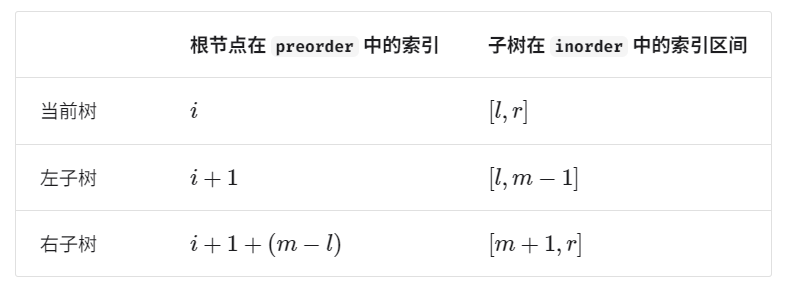 根节点在 preorder 中的索引 子树在 inorder 中的索引区间
当前树 i [l, r]
左子树 i + 1 [l, m − 1]
右子树 i + 1 + (m − l) [m + 1, r]